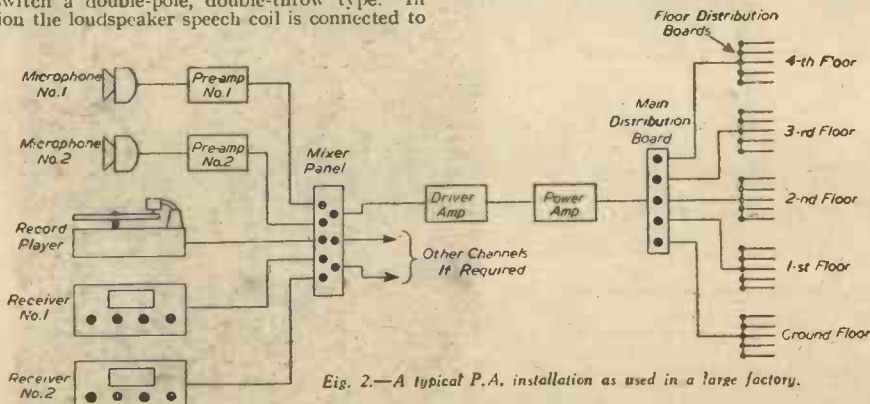 switch a double-pole, double-throw type. In
ion the loudspeaker speech coil is connected to
Microphone
No.1
Pre-amp
No.1
Microphone
No.2
Pre-amp
No.2
Record
Player
Receiver
No.1
Receiver
No.2
Mixer
Panel
Driver
Amp
Power
Amp
Other Channels
If Required
Main
Distribution
Board
Floor Distribution
Boards
4-th Floor
3-rd Floor
2-nd Floor
1-st Floor
Ground Floor
Fig. 2.—A typical P.A. installation as used in a large factory.